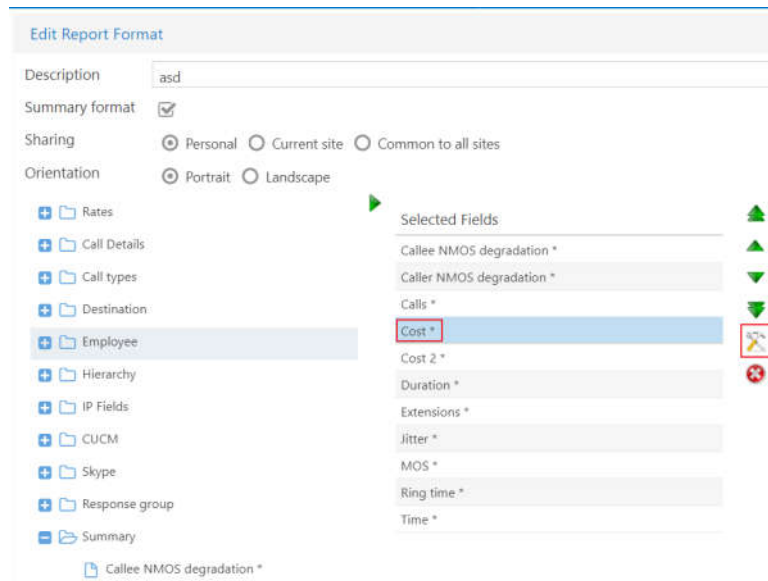 Edit Report Format
Description asd
Summary format
Sharing Personal Current site Common to all sites
Orientation Portrait Landscape
Rates
Call Details
Call types
Destination
Employee
Hierarchy
IP Fields
CUCM
Skype
Response group
Summary
Callee NMOS degradation *
Selected Fields
Callee NMOS degradation *
Caller NMOS degradation *
Calls *
Cost *
Cost 2 *
Duration *
Extensions *
Jitter *
MOS *
Ring time *
Time *